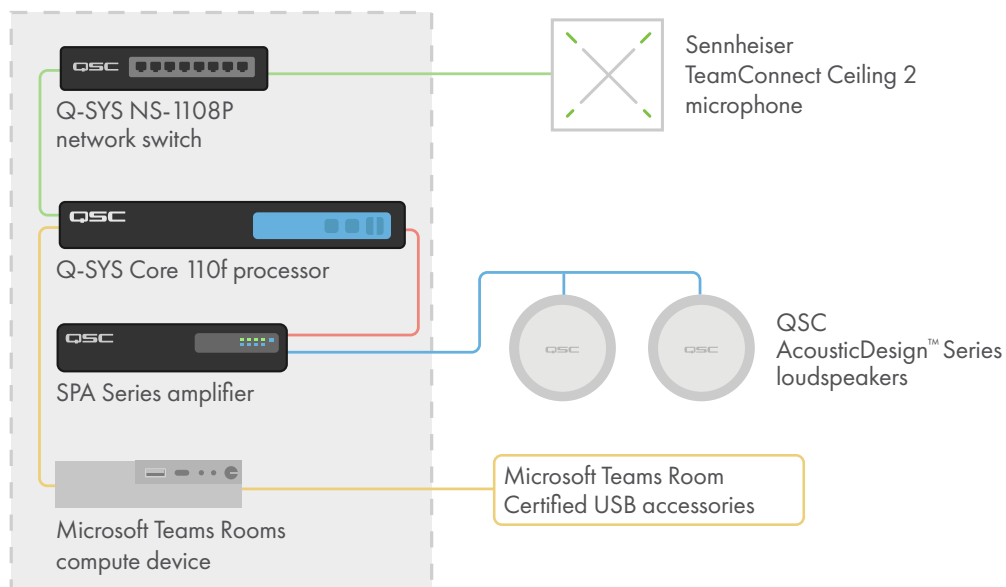 QSC
Q-SYS NS-1108P
network switch
Sennheiser
TeamConnect Ceiling 2
microphone
QSC
Q-SYS Core 110f processor
QSC
SPA Series amplifier
QSC
QSC
QSC
AcousticDesign™ Series
loudspeakers
Microsoft Teams Rooms
compute device
Microsoft Teams Room
Certified USB accessories